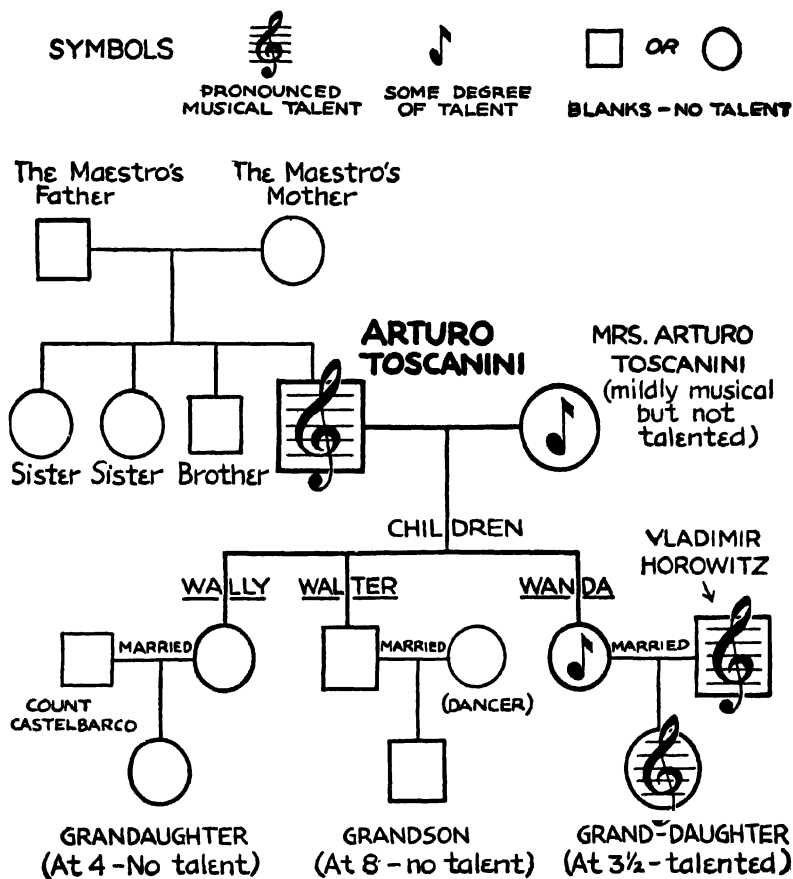 SYMBOLS
PRONOUNCED
MUSICAL TALENT
SOME DEGREE
OF TALENT
OR
BLANKS - NO TALENT
The Maestro's
Father
The Maestro's
Mother
ARTURO
TOSCANINI
MRS. ARTURO
TOSCANINI
(mildly musical
but not
talented)
Sister Sister Brother
CHILDREN
VLADIMIR
HOROWITZ
WALLY
WALTER
WANDA
MARRIED
MARRIED
MARRIED
COUNT
CASTELBARCO
(DANCER)
GRANDAUGHTER
(At 4 - No talent)
GRANDSON
(At 8 - no talent)
GRAND-DAUGHTER
(At 3½ - talented)